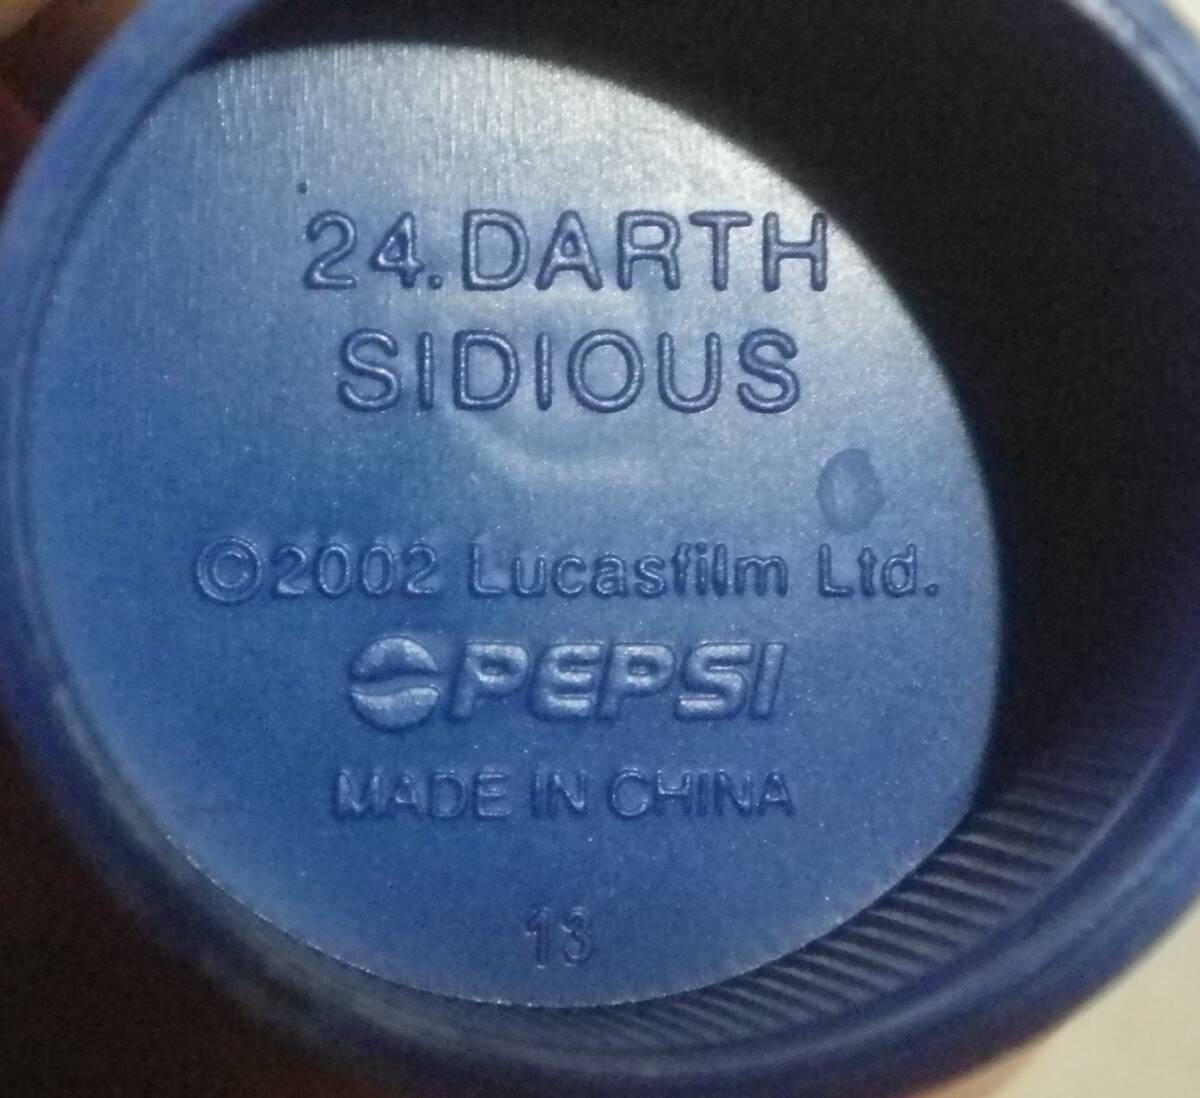 24.DARTH
SIDIOUS
©2002 Lucasfilm Ltd.
PEPSI
MADE IN CHINA
13